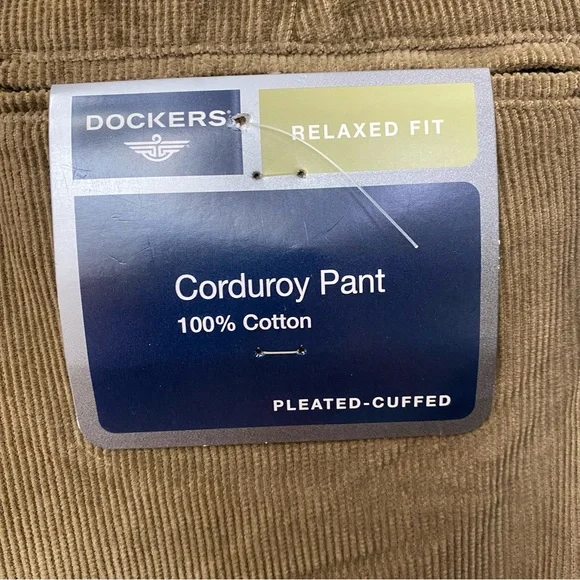 DOCKERS®
RELAXED FIT
Corduroy Pant
100% Cotton
PLEATED-CUFFED